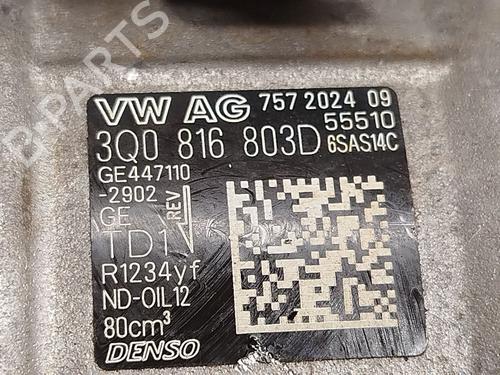 VW AG 757 2024 09
55510
3Q0 816 803D 6SAS14C
GE447110
-2902
GE
REV
TD1
R1234yf
ND-OIL12
80cm³
DENSO
B-PARTS